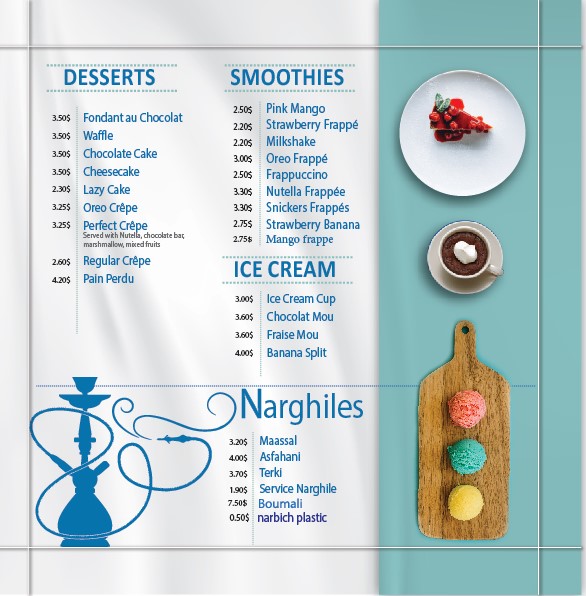 DESSERTS
3.50$ Fondant au Chocolat
3.50$ Waffle
3.50$ Chocolate Cake
3.50$ Cheesecake
2.30$ Lazy Cake
3.25$ Oreo Crêpe
3.25$ Perfect Crêpe
Served with Nutella, chocolate bar,
marshmallow, mixed fruits
2.60$ Regular Crêpe
4.20$ Pain Perdu
SMOOTHIES
2.50$ Pink Mango
2.20$ Strawberry Frappé
2.20$ Milkshake
3.00$ Oreo Frappé
2.50$ Frappuccino
3.30$ Nutella Frappée
3.30$ Snickers Frappés
2.75$ Strawberry Banana
2.75$ Mango frappe
ICE CREAM
3.00$ Ice Cream Cup
3.60$ Chocolat Mou
3.60$ Fraise Mou
4.00$ Banana Split
Narghiles
3.20$ Maassal
4.00$ Asfahani
3.70$ Terki
1.90$ Service Narghile
7.50$ Boumali
0.50$ narbich plastic